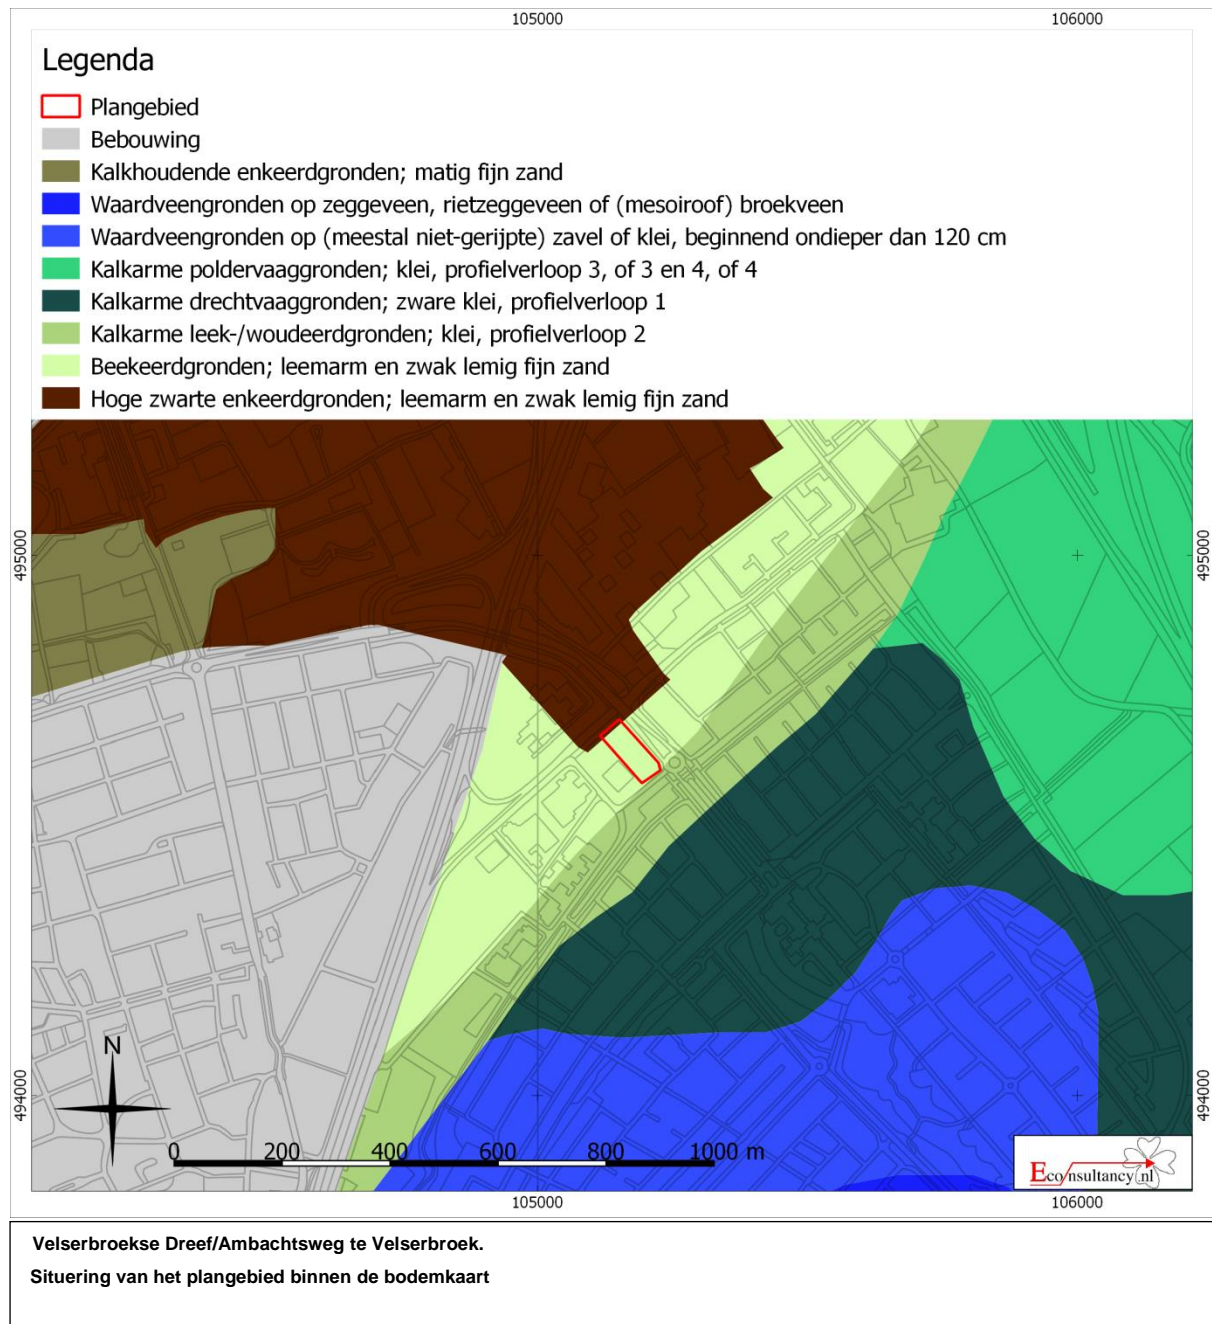 105000
106000
Legenda
Plangebied
Bebouwing
Kalkhoudende enkeerdgronden; matig fijn zand
Waardveengronden op zeggeveen, rietzeggeveen of (mesoiroof) broekveen
Waardveengronden op (meestal niet-gerijpte) zavel of klei, beginnend ondieper dan 120 cm
Kalkarme poldervaaggronden; klei, profielverloop 3, of 3 en 4, of 4
Kalkarme drechtvaaggronden; zware klei, profielverloop 1
Kalkarme leek-/woudeerdgronden; klei, profielverloop 2
Beekeerdgronden; leemarm en zwak lemig fijn zand
Hoge zwarte enkeerdgronden; leemarm en zwak lemig fijn zand
495000
495000
N
494000
494000
0 200 400 600 800 1000 m
Econsultancy.nl
105000
106000
Velserbroekse Dreef/Ambachtsweg te Velserbroek.
Situering van het plangebied binnen de bodemkaart